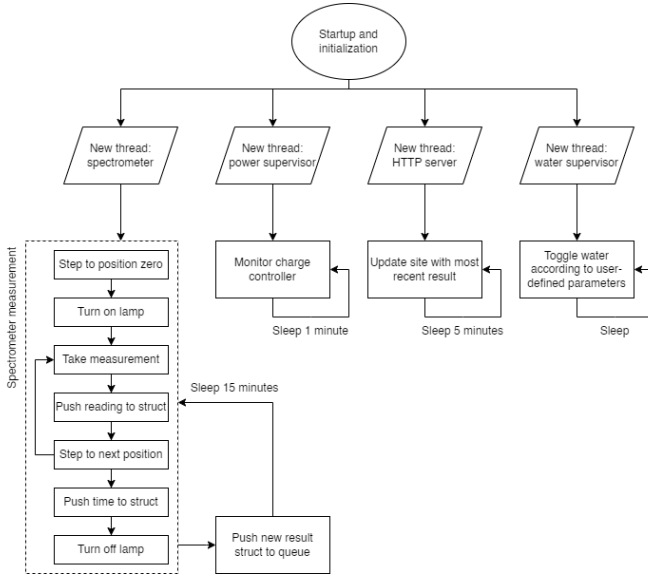 Startup and
initialization
New thread:
spectrometer
New thread:
power supervisor
New thread:
HTTP server
New thread:
water supervisor
Spectrometer measurement
Step to position zero
Turn on lamp
Take measurement
Push reading to struct
Step to next position
Push time to struct
Turn off lamp
Sleep 15 minutes
Push new result
struct to queue
Monitor charge
controller
Sleep 1 minute
Update site with most
recent result
Sleep 5 minutes
Toggle water
according to user-
defined parameters
Sleep